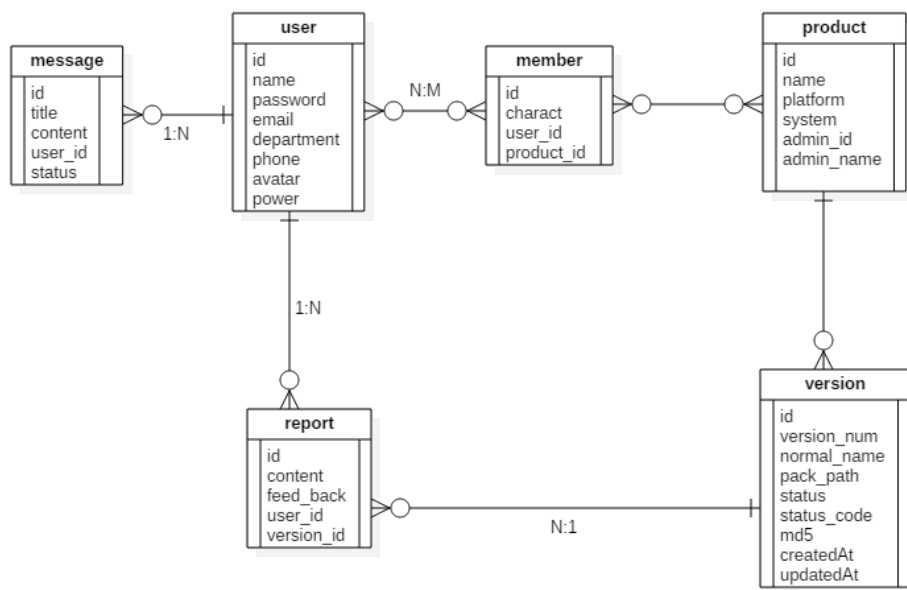 message
id
title
content
user_id
status
1:N
user
id
name
password
email
department
phone
avatar
power
N:M
member
id
charact
user_id
product_id
product
id
name
platform
system
admin_id
admin_name
1:N
report
id
content
feed_back
user_id
version_id
N:1
version
id
version_num
normal_name
pack_path
status
status_code
md5
createdAt
updatedAt